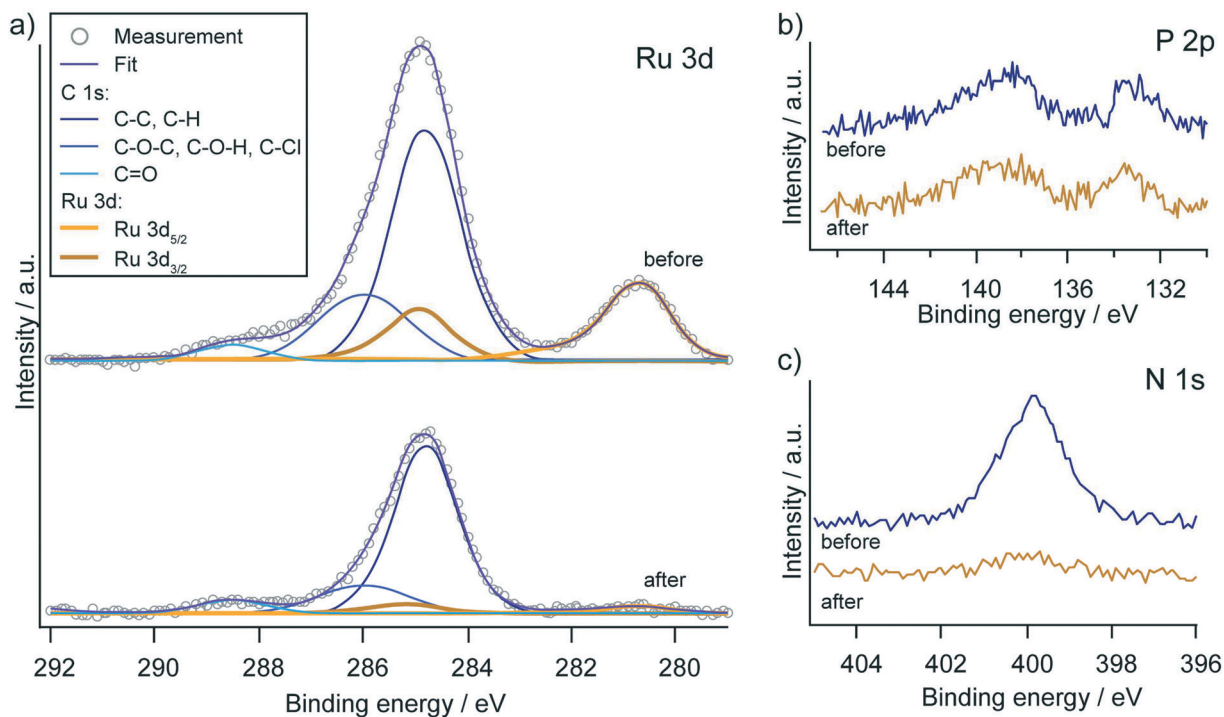 a)
Measurement
Fit
C 1s:
C-C, C-H
C-O-C, C-O-H, C-Cl
C=O
Ru 3d:
Ru 3d5/2
Ru 3d3/2
Ru 3d
before
after
Intensity / a.u.
292 290 288 286 284 282 280
Binding energy / eV
b)
P 2p
before
after
Intensity / a.u.
144 140 136 132
Binding energy / eV
c)
N 1s
before
after
Intensity / a.u.
404 402 400 398 396
Binding energy / eV